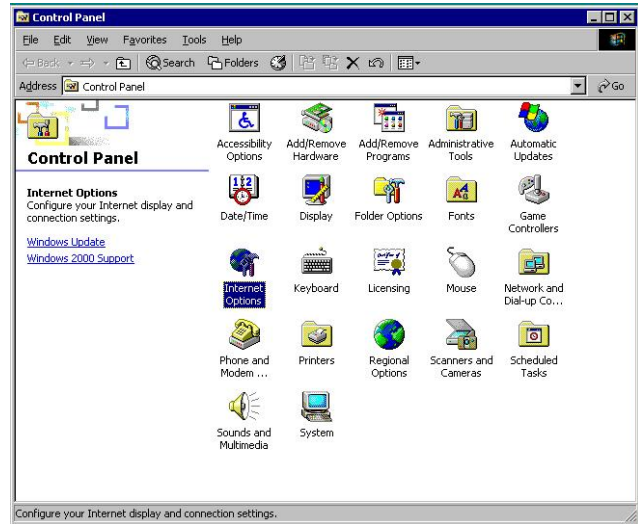 Control Panel
File Edit View Favorites Tools Help
Back Search Folders
Address Control Panel Go
Control Panel
Internet Options
Configure your Internet display and
connection settings.
Windows Update
Windows 2000 Support
Accessibility
Options
Add/Remove
Hardware
Add/Remove
Programs
Administrative
Tools
Automatic
Updates
Date/Time
Display
Folder Options
Fonts
Game
Controllers
Internet
Options
Keyboard
Licensing
Mouse
Network and
Dial-up Co...
Phone and
Modem ...
Printers
Regional
Options
Scanners and
Cameras
Scheduled
Tasks
Sounds and
Multimedia
System
Configure your Internet display and connection settings.